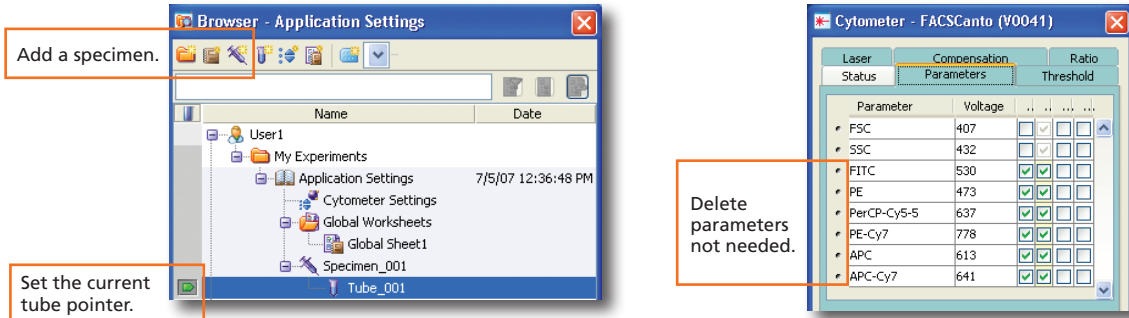 Browser - Application Settings
Add a specimen.
Name Date
User1
My Experiments
Application Settings 7/5/07 12:36:48 PM
Cytometer Settings
Global Worksheets
Global Sheet1
Specimen_001
Tube_001
Set the current
tube pointer.
Cytometer - FACSCanto (V0041)
Laser Compensation Ratio
Status Parameters Threshold
Parameter Voltage .. .. ... ...
FSC 407
SSC 432
FITC 530
PE 473
PerCP-Cy5-5 637
PE-Cy7 778
APC 613
APC-Cy7 641
Delete
parameters
not needed.